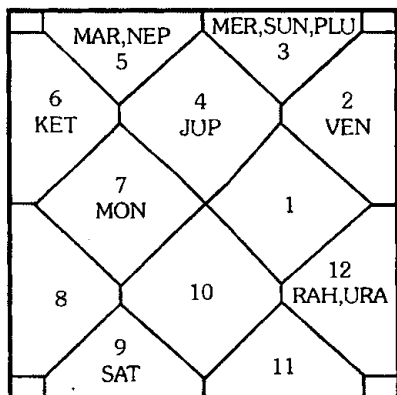 MAR,NEP
5
MER,SUN,PLU
3
6
KET
4
JUP
2
VEN
7
MON
1
8
10
12
RAH,URA
9
SAT
11